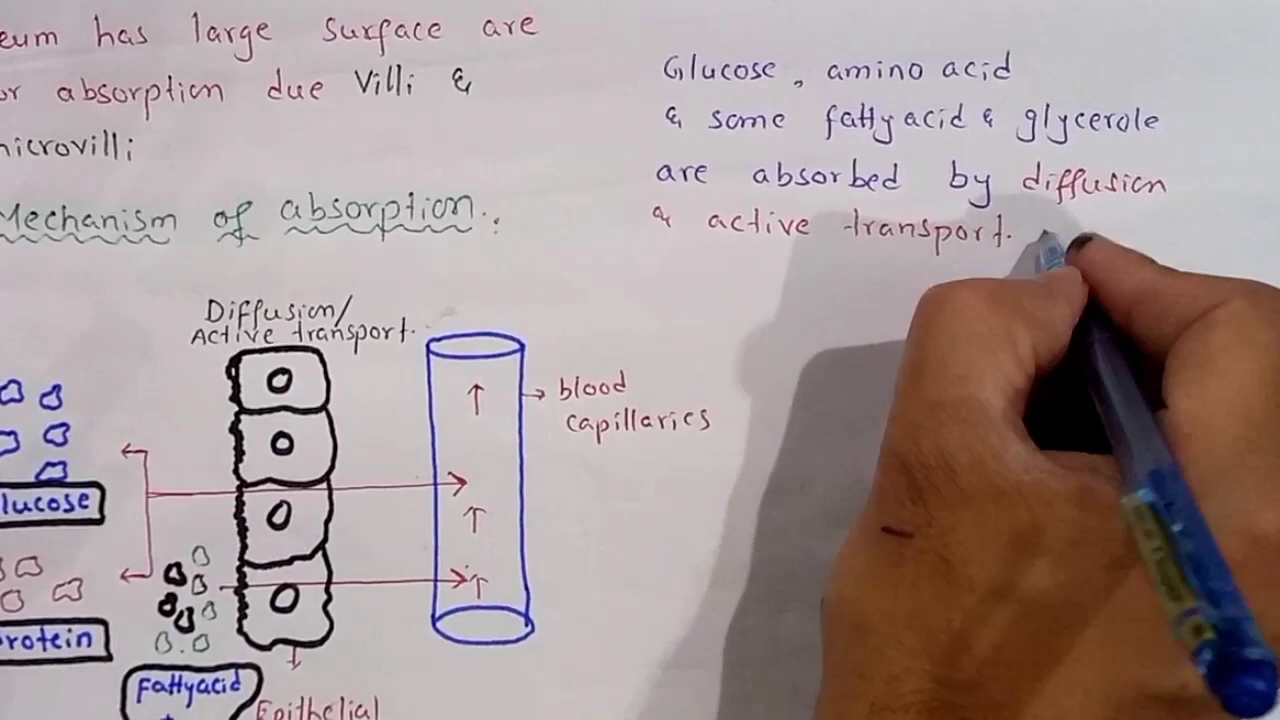 eum has large surface are
or absorption due Villi &
microvilli
Mechanism of absorption.
Diffusion/
Active transport.
blood
capillaries
lucose
protein
Fattyacid
Epithelial
Glucose, amino acid
& some fattyacid & glycerole
are absorbed by diffusion
& active transport.